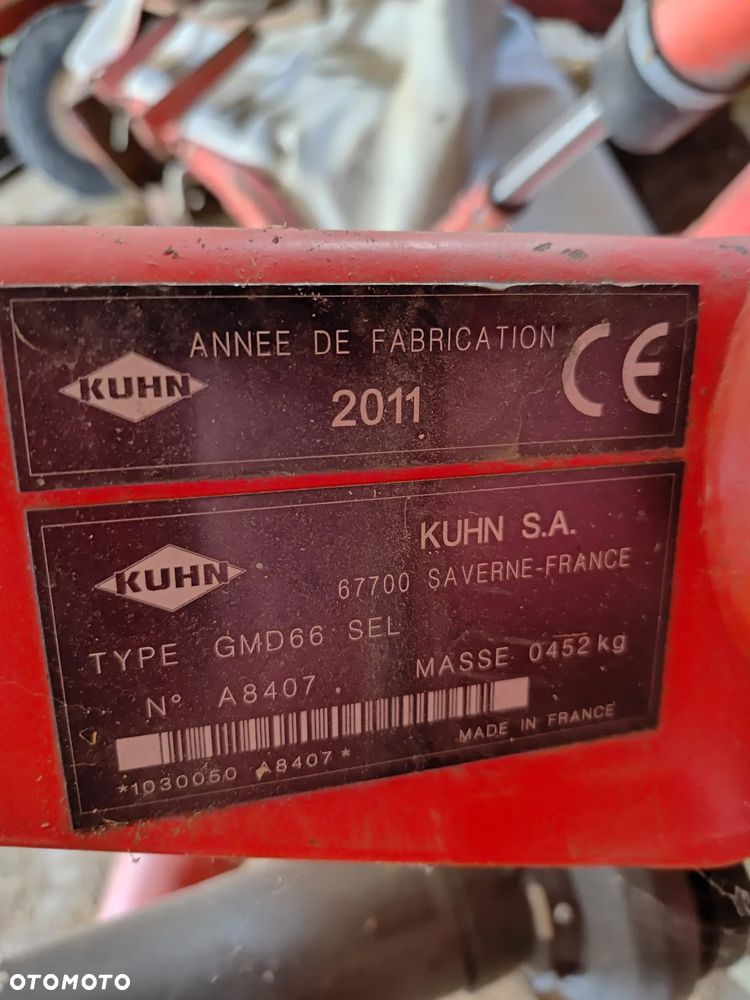 ANNEE DE FABRICATION
KUHN
2011
CE
KUHN S.A.
67700 SAVERNE-FRANCE
KUHN
TYPE GMD66 SEL
MASSE 0452 kg
N° A8407
MADE IN FRANCE
*1030050 A8407*
OTOMOTO